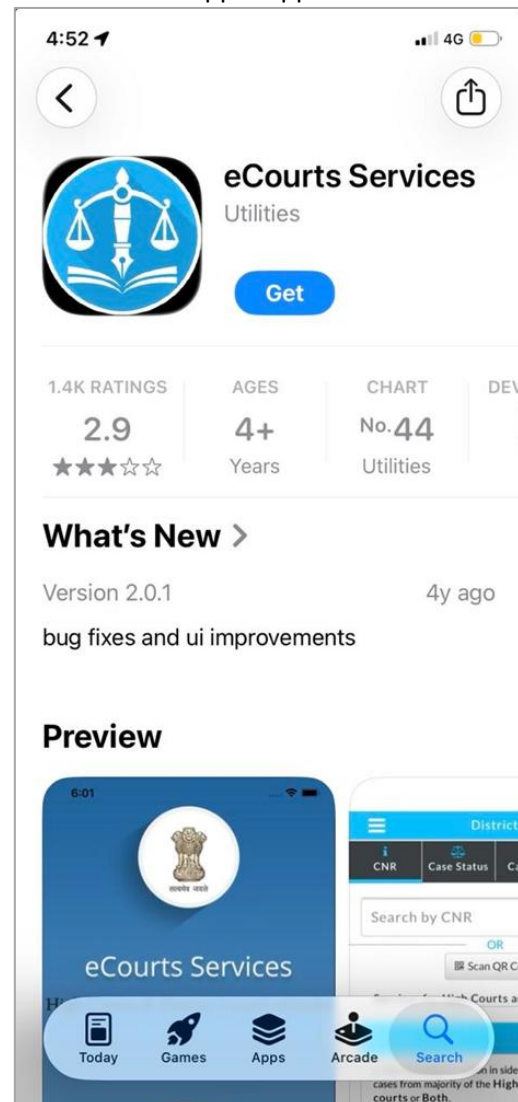 4:52
4G
eCourts Services
Utilities
Get
1.4K RATINGS
AGES
CHART
DEV
2.9
4+
No.44
Years
Utilities
What's New >
Version 2.0.1
4y ago
bug fixes and ui improvements
Preview
6:01
सत्यमेव जयते
eCourts Services
District
CNR
Case Status
Ca
Search by CNR
OR
Scan QR C
Today
Games
Apps
Arcade
Search
cases from majority of the High
courts or Both.